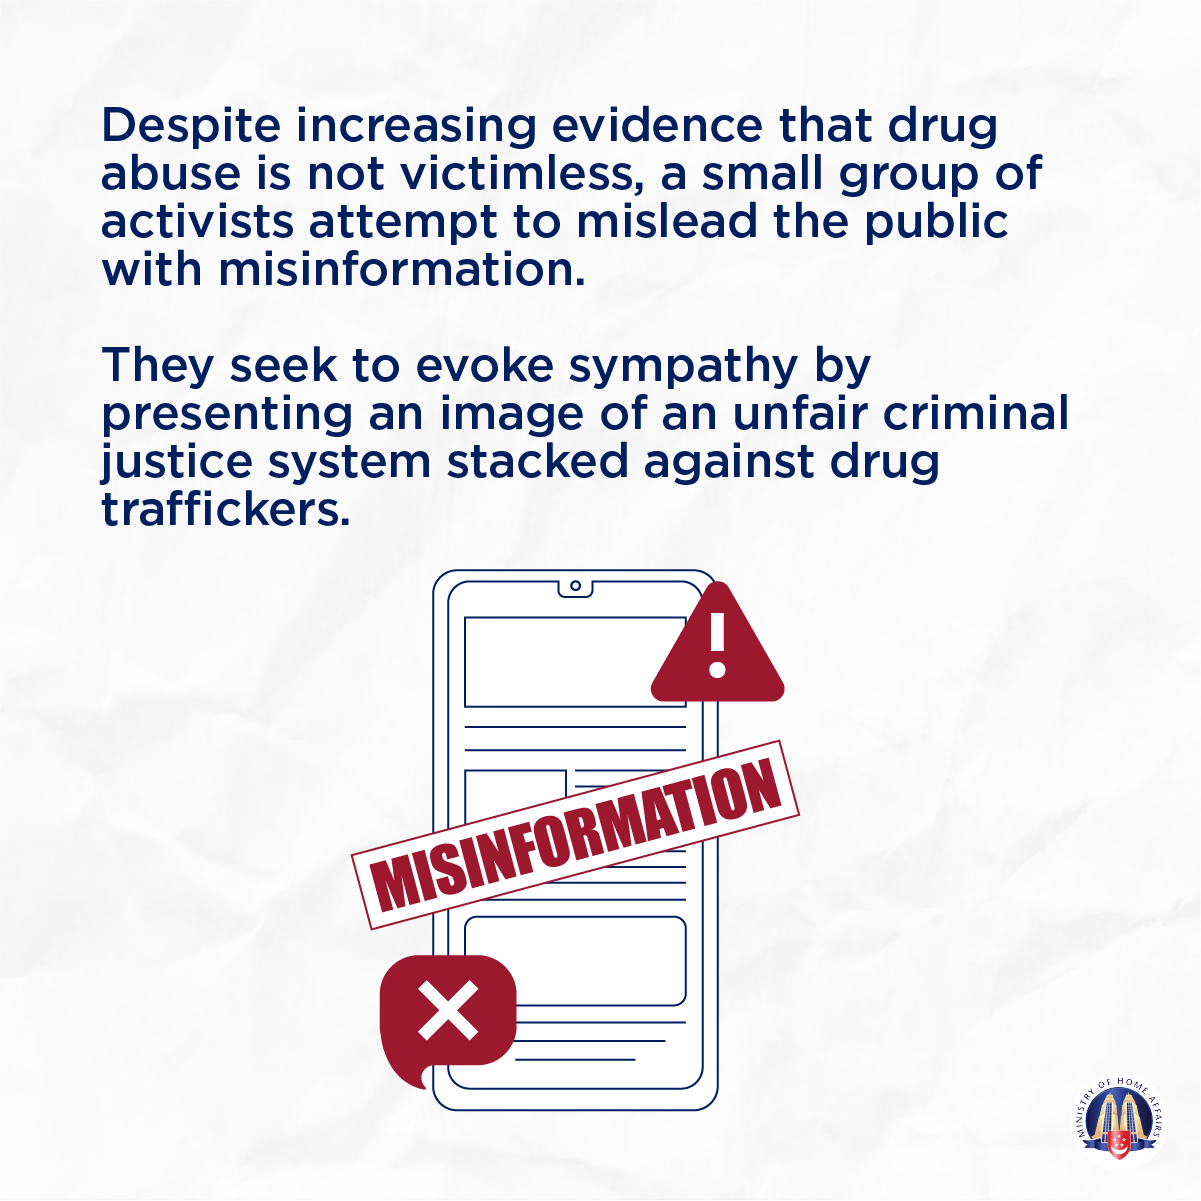 Despite increasing evidence that drug
abuse is not victimless, a small group of
activists attempt to mislead the public
with misinformation.
They seek to evoke sympathy by
presenting an image of an unfair criminal
justice system stacked against drug
traffickers.
MISINFORMATION
MINISTRY OF HOME AFFAIRS